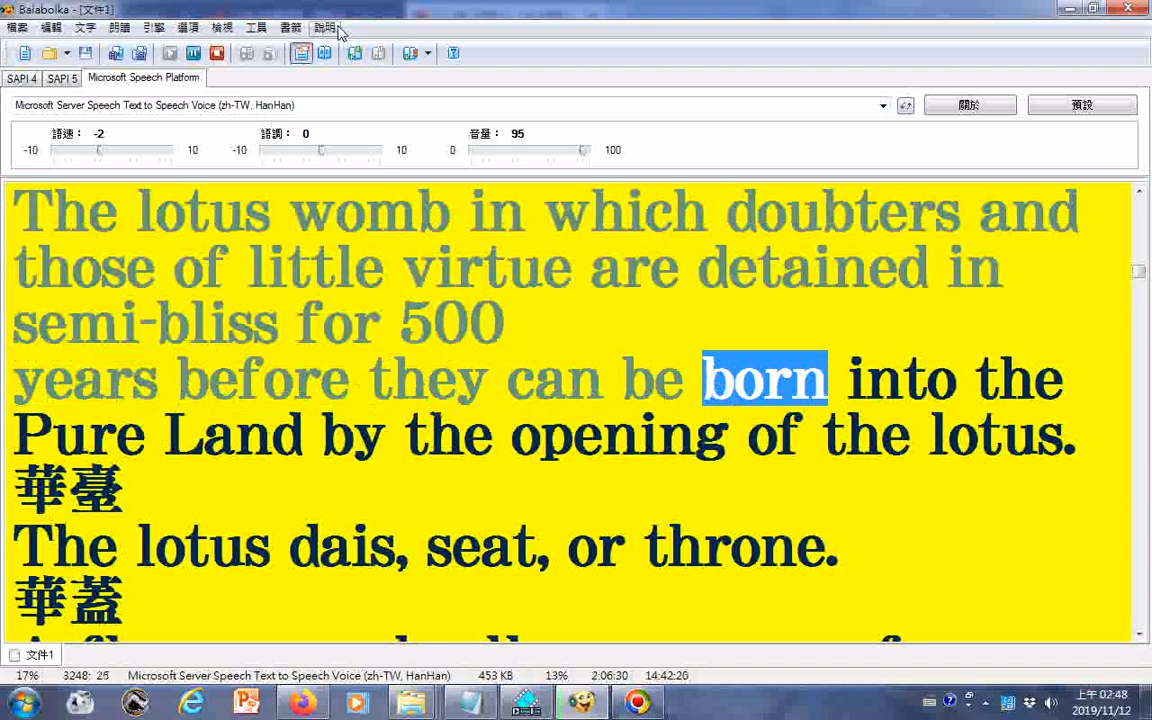 Balabolka - [文件1]
檔案 編輯 文字 朗讀 引擎 選項 檢視 工具 書籤 說明
SAPI 4 SAPI 5 Microsoft Speech Platform
Microsoft Server Speech Text to Speech Voice (zh-TW, HanHan) 關於 預設
語速： -2 語調： 0 音量： 95
-10 10 -10 10 0 100
The lotus womb in which doubters and
those of little virtue are detained in
semi-bliss for 500
years before they can be born into the
Pure Land by the opening of the lotus.
華臺
The lotus dais, seat, or throne.
華蓋
文件1
17% 3248: 26 Microsoft Server Speech Text to Speech Voice (zh-TW, HanHan) 453 KB 13% 2:06:30 14:42:26
上午 02:48
2019/11/12